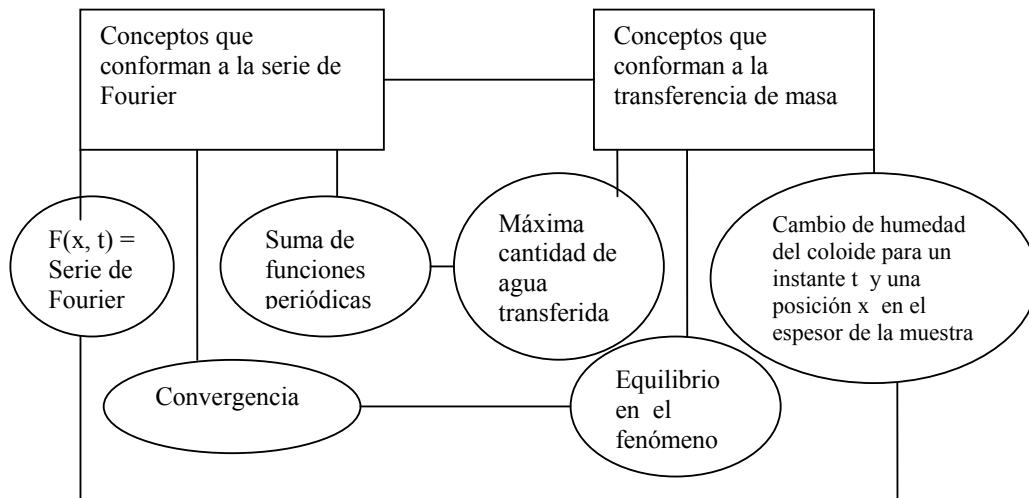 Conceptos que
conforman a la serie de
Fourier
Conceptos que
conforman a la
transferencia de masa
F(x, t) =
Serie de
Fourier
Suma de
funciones
periódicas
Máxima
cantidad de
agua
transferida
Cambio de humedad
del coloide para un
instante t y una
posición x en el
espesor de la muestra
Convergencia
Equilibrio
en el
fenómeno